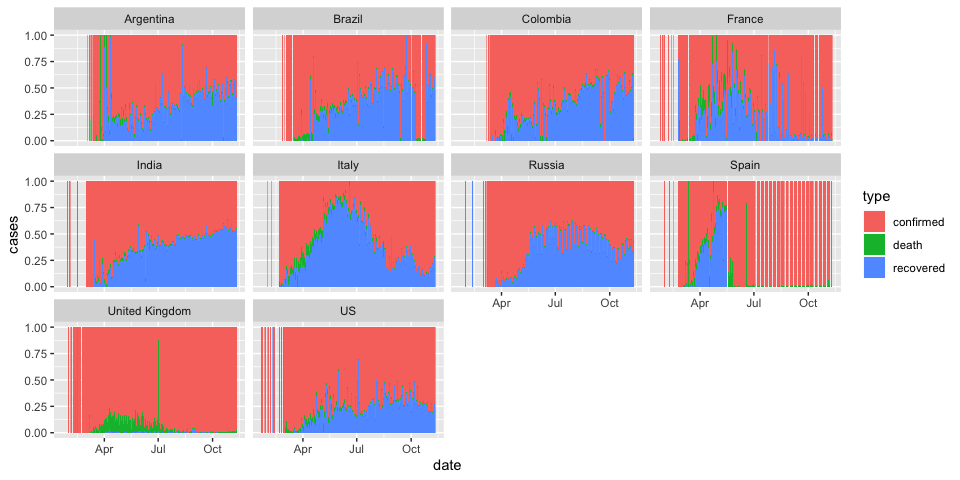 Argentina Brazil Colombia France
1.00
0.75
0.50
0.25
0.00
India Italy Russia Spain
1.00
0.75
0.50
0.25
0.00
Apr Jul Oct Apr Jul Oct
United Kingdom US
1.00
0.75
0.50
0.25
0.00
Apr Jul Oct Apr Jul Oct
date
cases
type
confirmed
death
recovered